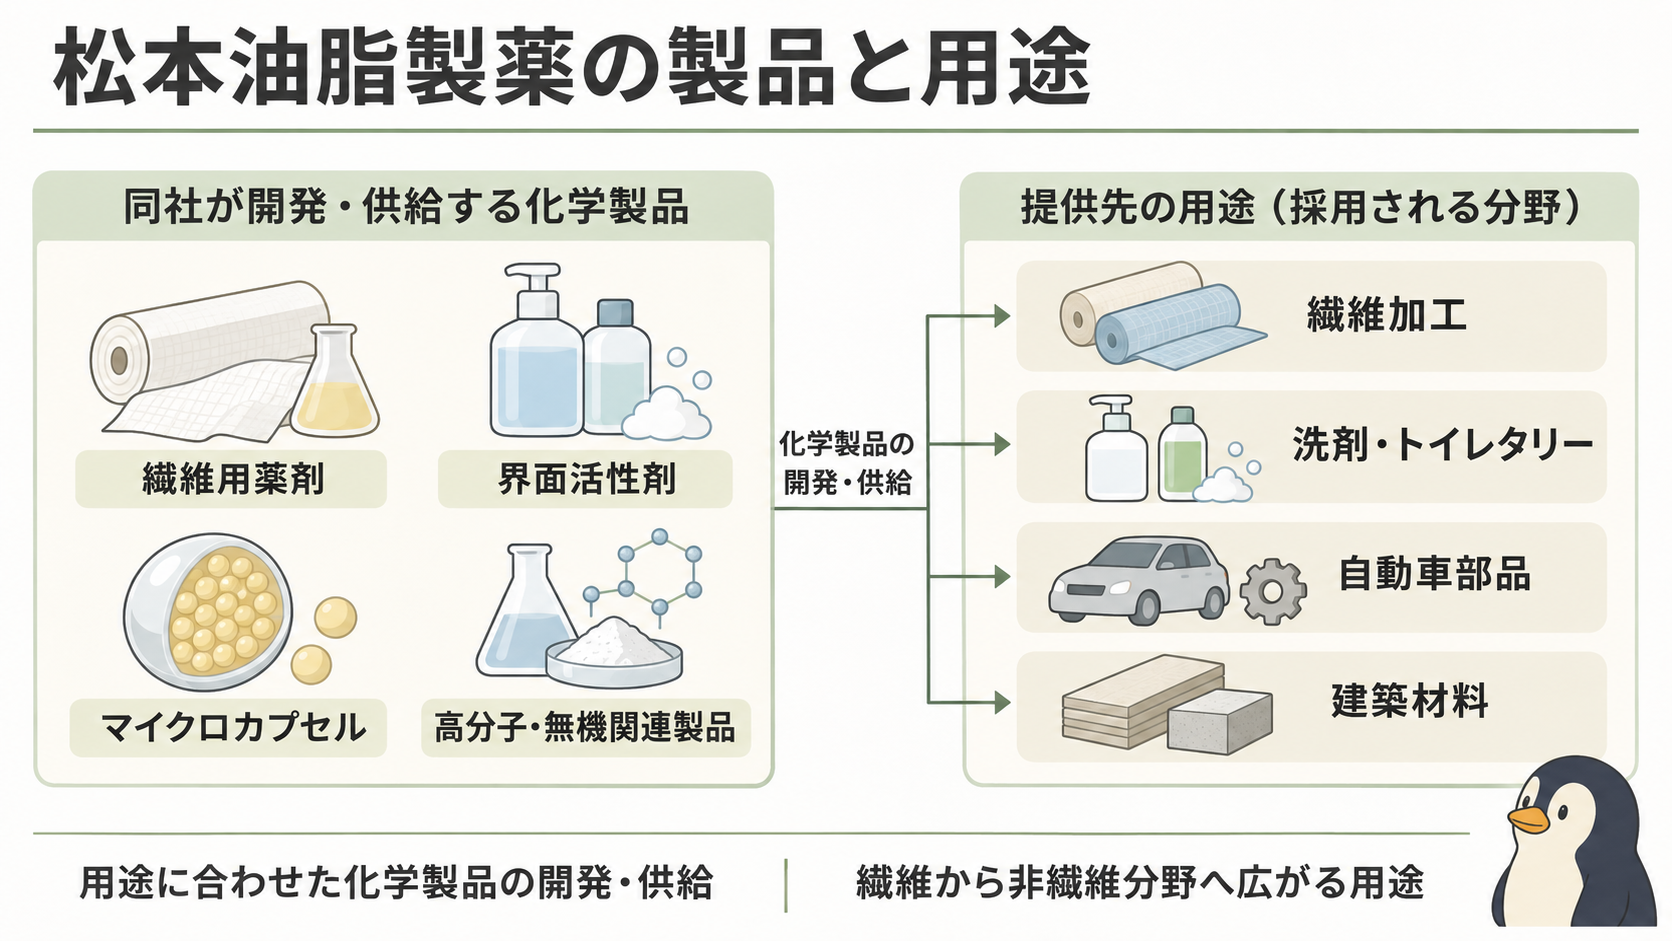 松本油脂製薬の製品と用途
同社が開発・供給する化学製品
繊維用薬剤
界面活性剤
マイクロカプセル
高分子・無機関連製品
化学製品の
開発・供給
提供先の用途（採用される分野）
繊維加工
洗剤・トイレタリー
自動車部品
建築材料
用途に合わせた化学製品の開発・供給
繊維から非繊維分野へ広がる用途